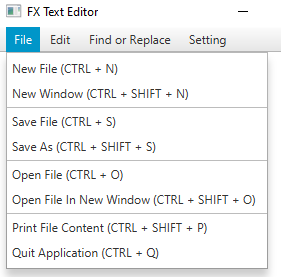 FX Text Editor
File Edit Find or Replace Setting
New File (CTRL + N)
New Window (CTRL + SHIFT + N)
Save File (CTRL + S)
Save As (CTRL + SHIFT + S)
Open File (CTRL + O)
Open File In New Window (CTRL + SHIFT + O)
Print File Content (CTRL + SHIFT + P)
Quit Application (CTRL + Q)